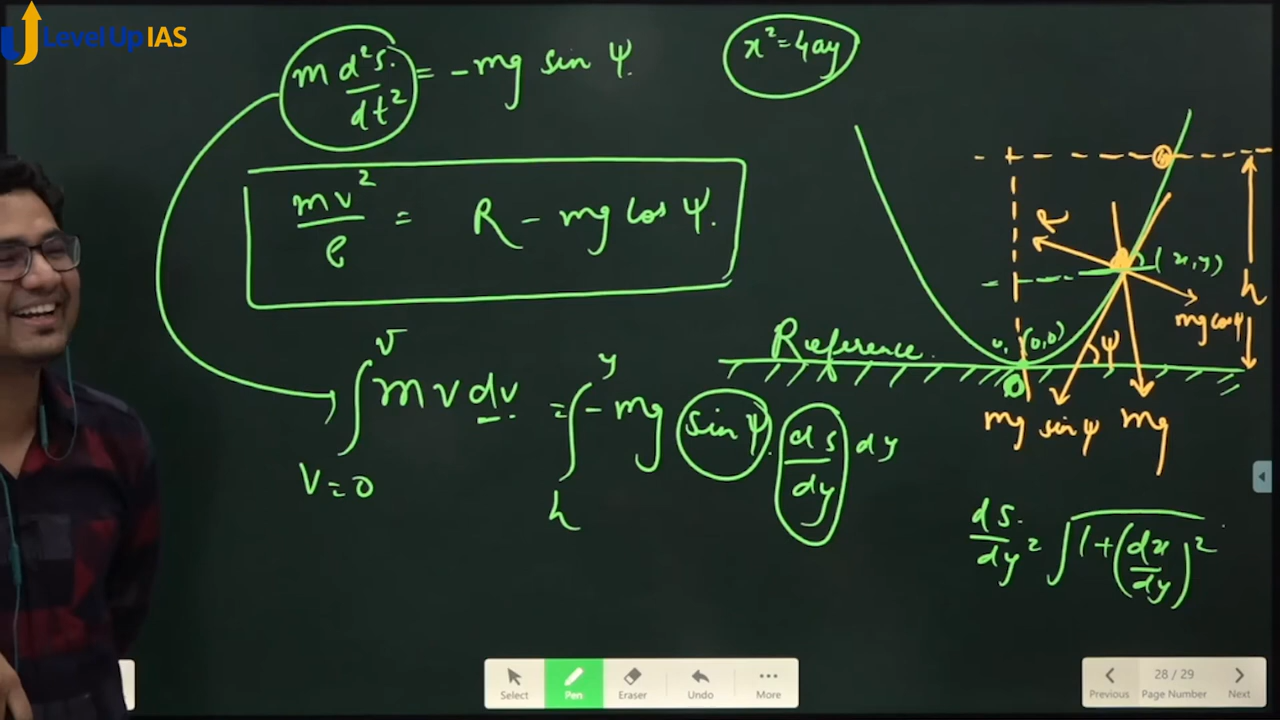 Level Up IAS
m d²s/dt² = -mg sin ψ.
x² = 4ay
mv²/ρ = R - mg cos ψ.
R
(x,y)
h
mg cos ψ
Reference.
(0,0)
ψ
0
mg sin ψ
mg
∫_{v=0}^{v} m v dv = ∫_{h}^{y} -mg sin ψ. ds/dy dy
ds/dy = √(1+(dx/dy)²)
Select
Pen
Eraser
Undo
More
28 / 29
Previous
Page Number
Next